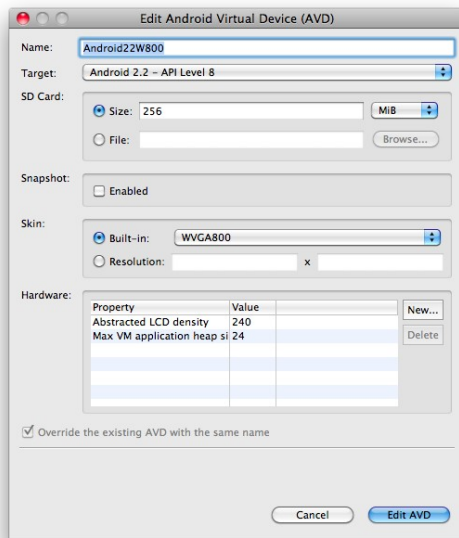 Edit Android Virtual Device (AVD)
Name: Android22W800
Target: Android 2.2 – API Level 8
SD Card:
Size: 256 MiB
File: Browse...
Snapshot:
Enabled
Skin:
Built-in: WVGA800
Resolution: x
Hardware:
Property Value New...
Abstracted LCD density 240 Delete
Max VM application heap si 24
Override the existing AVD with the same name
Cancel Edit AVD